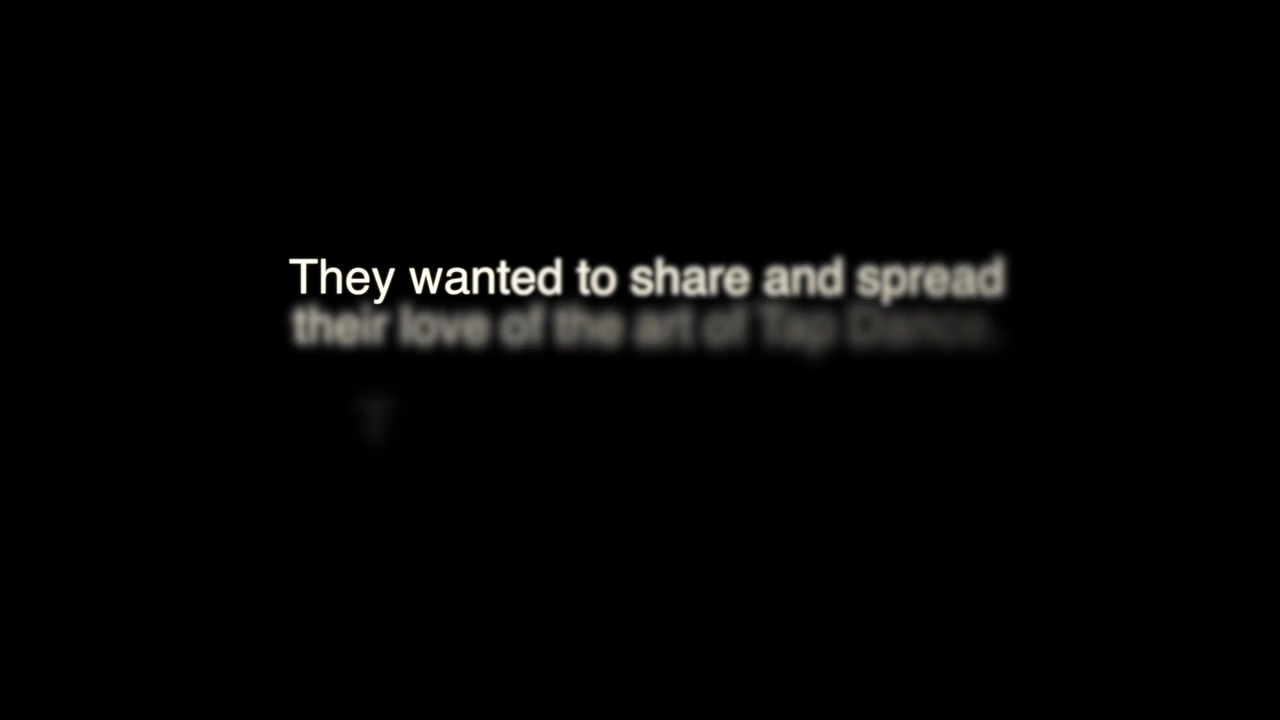 They wanted to share and spread
their love of the art of Tap Dance.